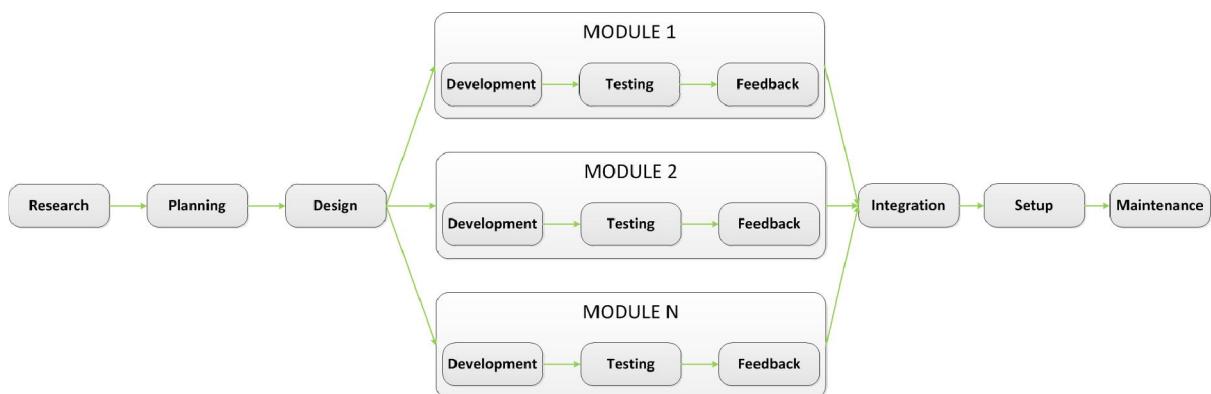 Research
Planning
Design
MODULE 1
Development
Testing
Feedback
MODULE 2
Development
Testing
Feedback
MODULE N
Development
Testing
Feedback
Integration
Setup
Maintenance